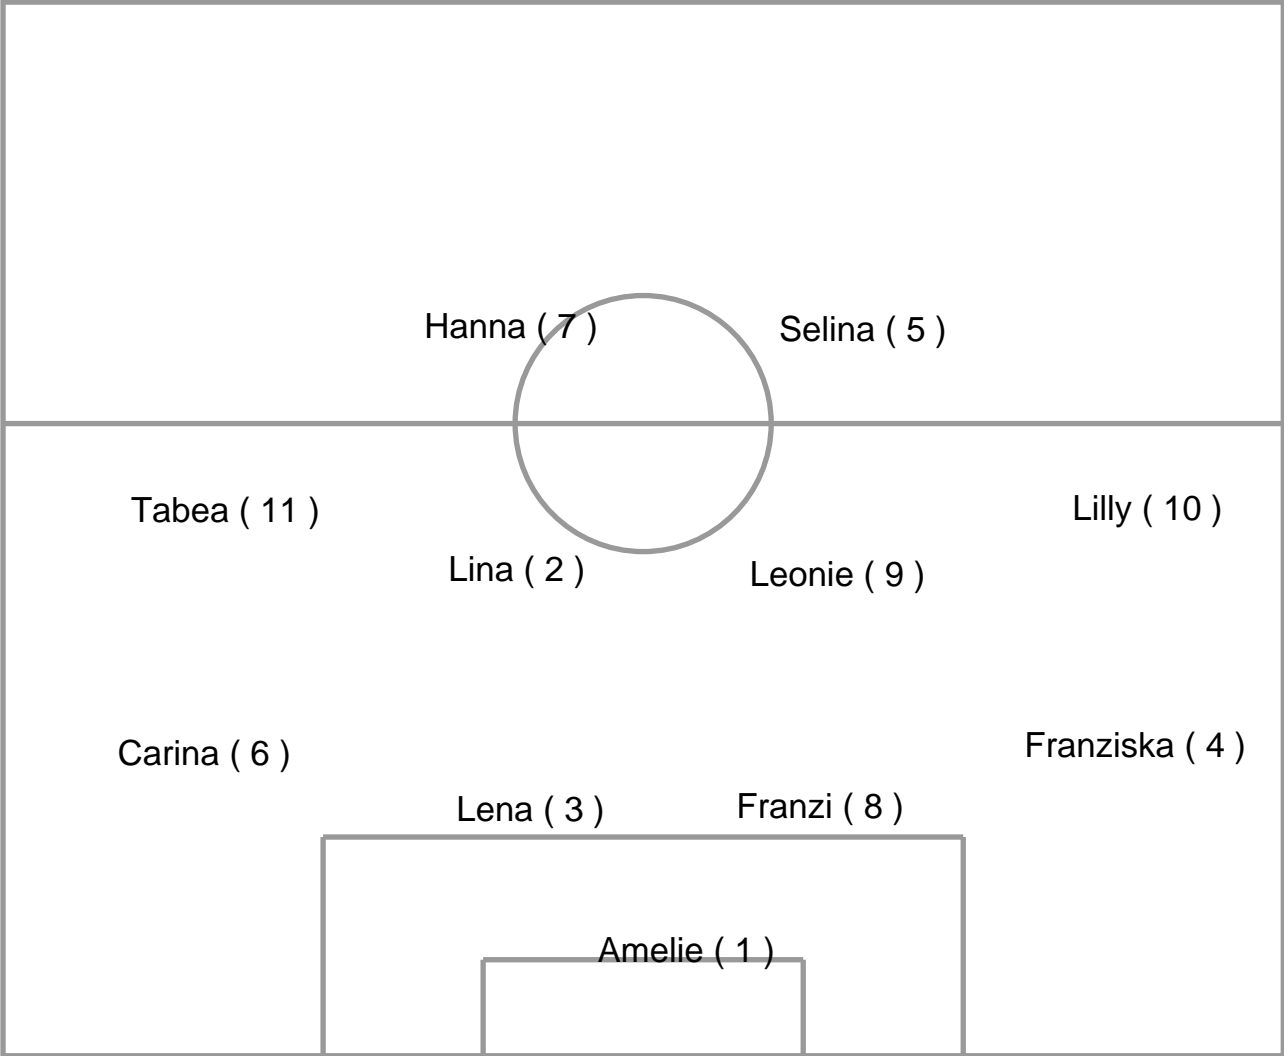 Hanna ( 7 )
Selina ( 5 )
Tabea ( 11 )
Lilly ( 10 )
Lina ( 2 )
Leonie ( 9 )
Carina ( 6 )
Franziska ( 4 )
Lena ( 3 )
Franzi ( 8 )
Amelie ( 1 )